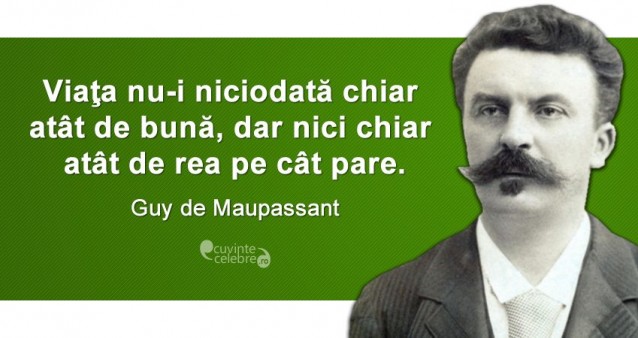 Viaţa nu-i niciodată chiar
atât de bună, dar nici chiar
atât de rea pe cât pare.
Guy de Maupassant
cuvinte
celebre.ro